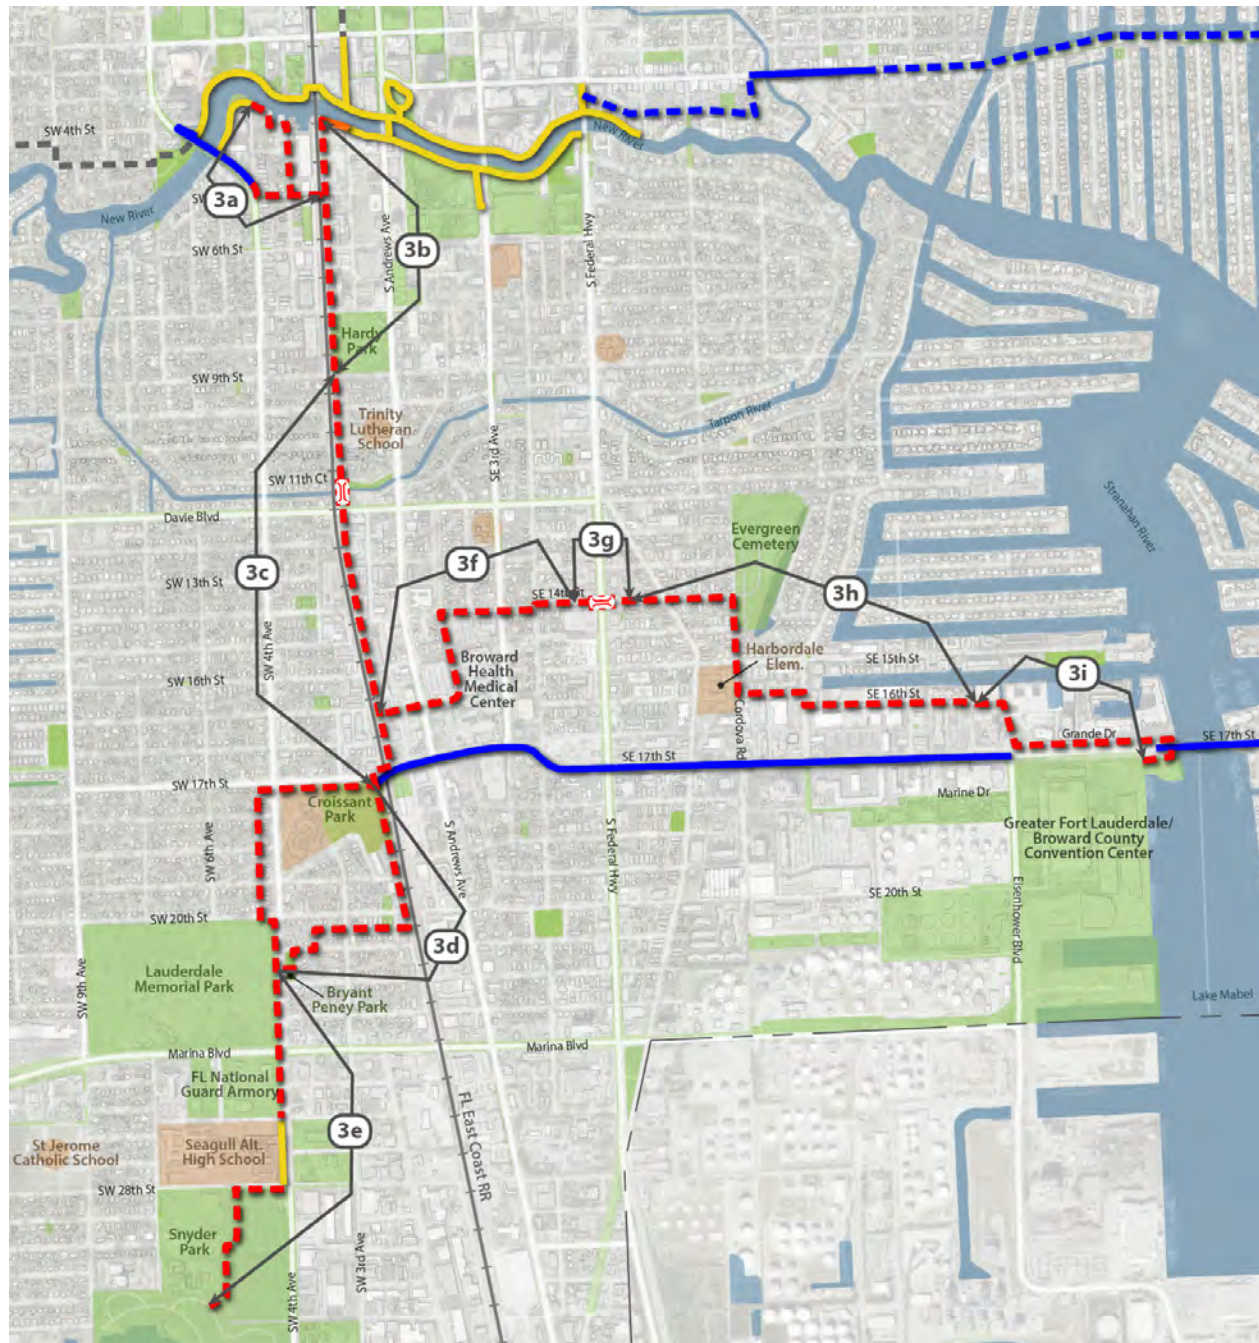 SW 4th St
New River
3a
SW
New River
SW 6th St
3b
S Andrews Ave
S Federal Hwy
Hardy
Park
SW 9th St
Trinity
Lutheran
School
Tarpon River
SE 3rd Ave
SW 11th Ct
Davie Blvd
Stranahan River
Evergreen
Cemetery
3f
3g
3c
SW 13th St
SE 14th St
3h
SW 4th Ave
Broward
Health
Medical
Center
Harbordale
Elem.
SE 15th St
SW 16th St
SE 16th St
3i
Cordova Rd
Grande Dr
SE 17th St
SE 17th St
SW 17th St
Croissant
Park
Marine Dr
SW 6th Ave
S Andrews Ave
S Federal Hwy
Greater Fort Lauderdale/
Broward County
Convention Center
SE 20th St
Eisenhower Blvd
SW 20th St
3d
SW 9th Ave
Lauderdale
Memorial Park
Bryant
Peney Park
Lake Mabel
Marina Blvd
Marina Blvd
FL National
Guard Armory
FL East Coast RR
3e
St Jerome
Catholic School
Seagull Alt.
High School
SW 28th St
Snyder
Park
SW 3rd Ave
SW 4th Ave